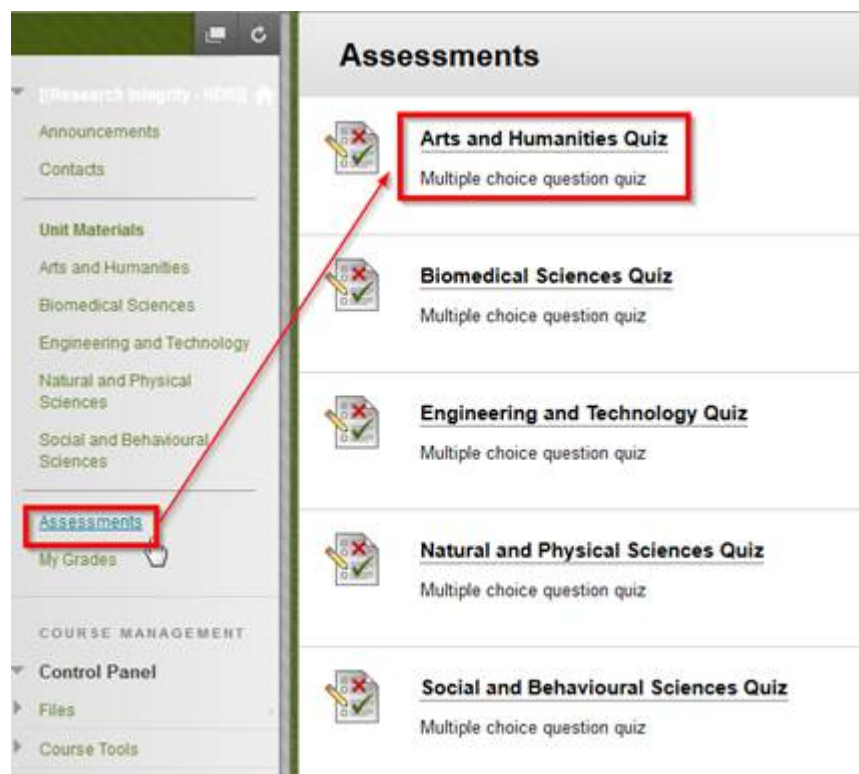 [[Research Integrity - HDR]]
Announcements
Contacts
Unit Materials
Arts and Humanities
Biomedical Sciences
Engineering and Technology
Natural and Physical
Sciences
Social and Behavioural
Sciences
Assessments
My Grades
COURSE MANAGEMENT
Control Panel
Files
Course Tools
Assessments
Arts and Humanities Quiz
Multiple choice question quiz
Biomedical Sciences Quiz
Multiple choice question quiz
Engineering and Technology Quiz
Multiple choice question quiz
Natural and Physical Sciences Quiz
Multiple choice question quiz
Social and Behavioural Sciences Quiz
Multiple choice question quiz